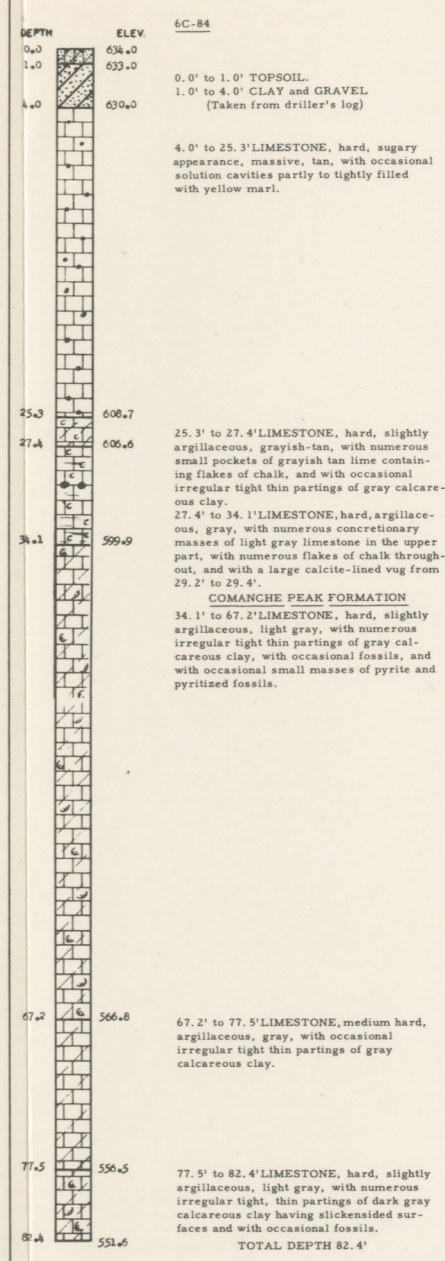 6C-84
DEPTH ELEV.
0.0 634.0
1.0 633.0
0.0' to 1.0' TOPSOIL.
1.0' to 4.0' CLAY and GRAVEL
(Taken from driller's log)
4.0 630.0
4.0' to 25.3'LIMESTONE, hard, sugary
appearance, massive, tan, with occasional
solution cavities partly to tightly filled
with yellow marl.
25.3 608.7
25.3' to 27.4'LIMESTONE, hard, slightly
27.4 606.6
argillaceous, grayish-tan, with numerous
small pockets of grayish tan lime contain-
ing flakes of chalk, and with occasional
irregular tight thin partings of gray calcare-
ous clay.
27.4' to 34.1'LIMESTONE,hard,argillace-
ous, gray, with numerous concretionary
34.1 599.9
masses of light gray limestone in the upper
part, with numerous flakes of chalk through-
out, and with a large calcite-lined vug from
29.2' to 29.4'.
COMANCHE PEAK FORMATION
34.1' to 67.2'LIMESTONE, hard, slightly
argillaceous, light gray, with numerous
irregular tight thin partings of gray cal-
careous clay, with occasional fossils, and
with occasional small masses of pyrite and
pyritized fossils.
67.2 566.8
67.2' to 77.5'LIMESTONE,medium hard,
argillaceous, gray, with occasional
irregular tight thin partings of gray
calcareous clay.
77.5 556.5
77.5' to 82.4'LIMESTONE, hard, slightly
argillaceous, light gray, with numerous
irregular tight, thin partings of dark gray
calcareous clay having slickensided sur-
faces and with occasional fossils.
82.4 551.6
TOTAL DEPTH 82.4'